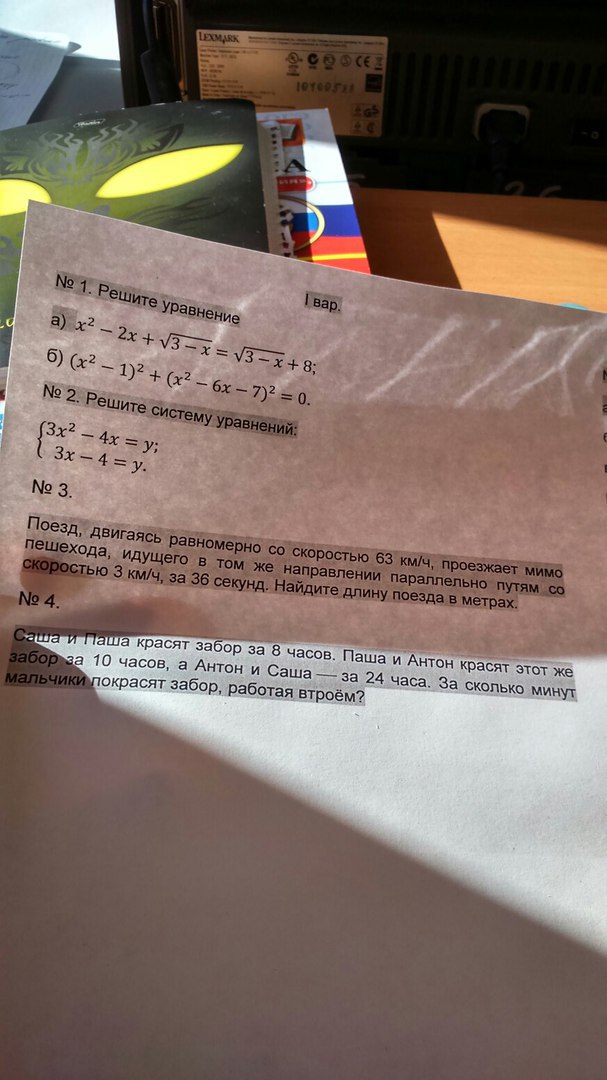 LEXMARK
I вар.
№ 1. Решите уравнение
а) x² − 2x + √3 − x = √3 − x + 8;
б) (x² − 1)² + (x² − 6x − 7)² = 0.
№ 2. Решите систему уравнений:
{3x² − 4x = y;
3x − 4 = y.
№ 3.
Поезд, двигаясь равномерно со скоростью 63 км/ч, проезжает мимо
пешехода, идущего в том же направлении параллельно путям со
скоростью 3 км/ч, за 36 секунд. Найдите длину поезда в метрах.
№ 4.
Саша и Паша красят забор за 8 часов. Паша и Антон красят этот же
забор за 10 часов, а Антон и Саша — за 24 часа. За сколько минут
мальчики покрасят забор, работая втроём?